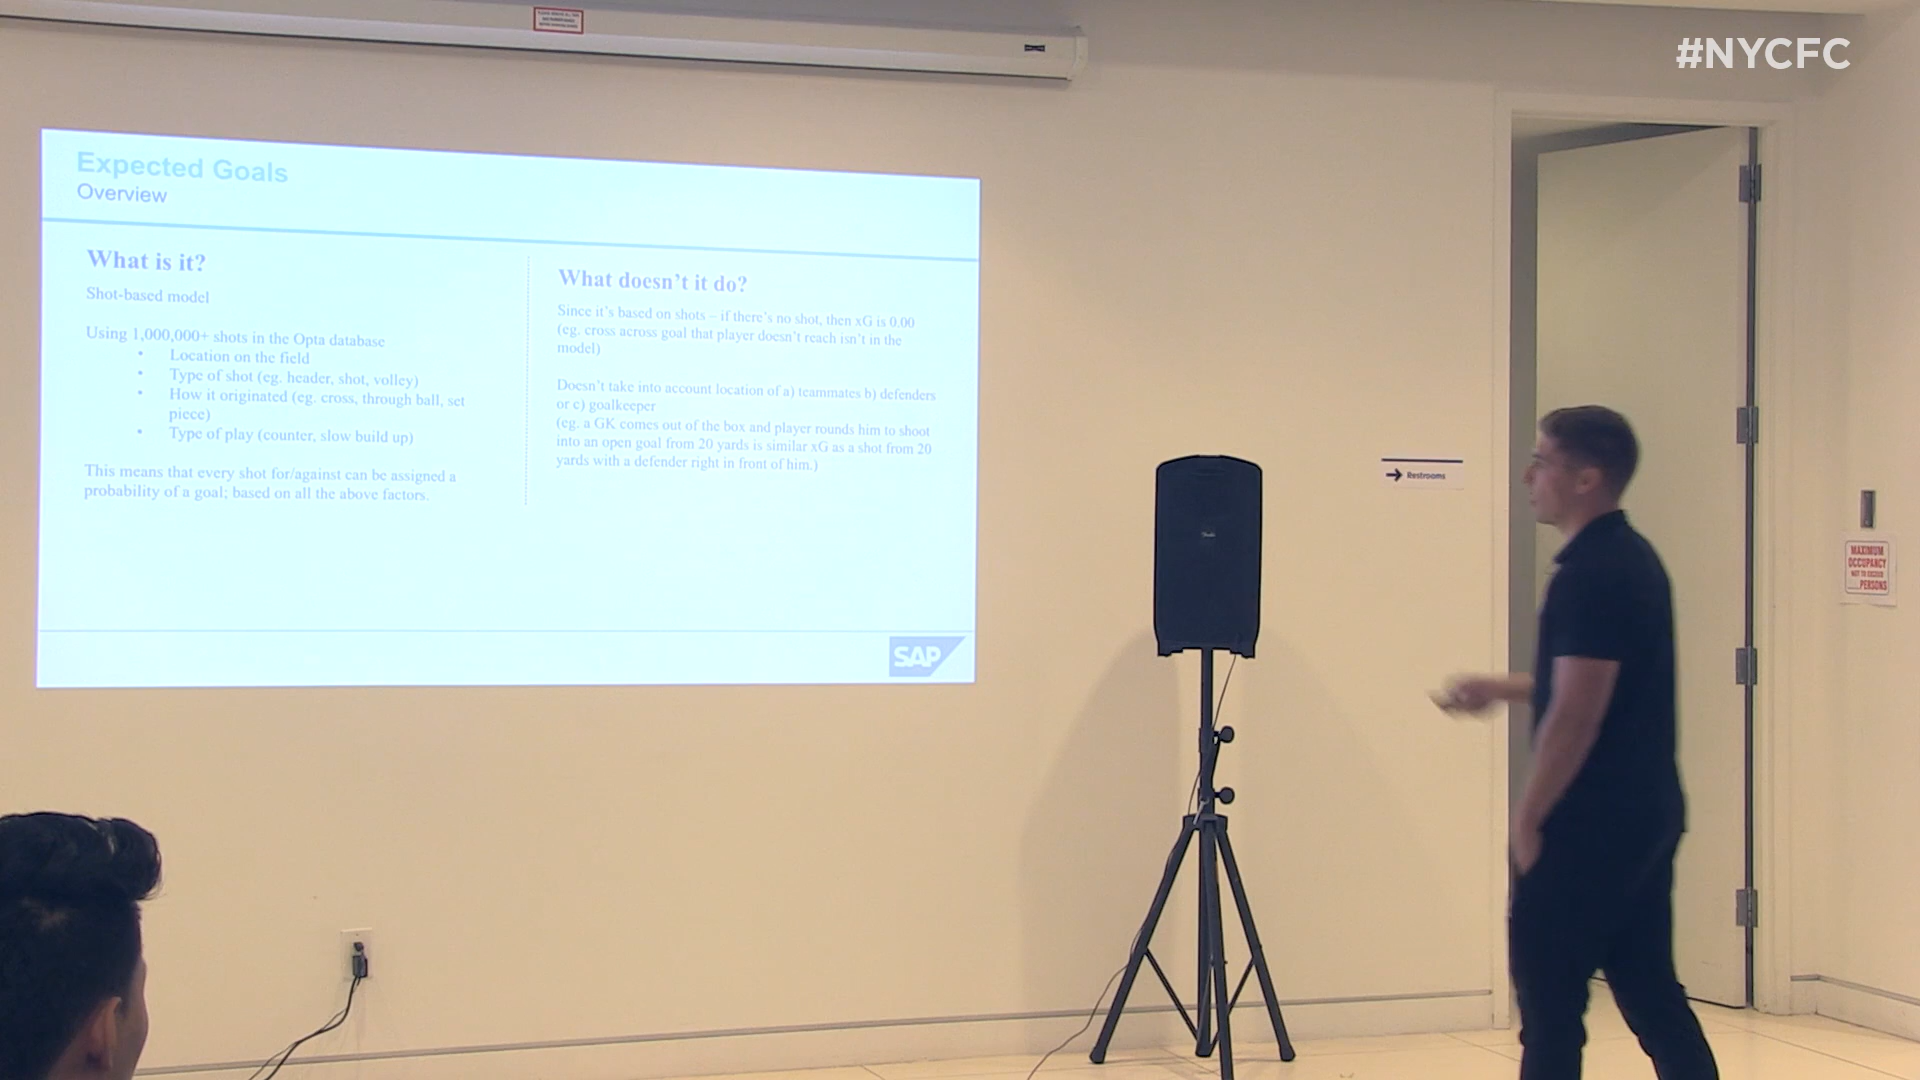 #NYCFC
Expected Goals
Overview
What is it?
Shot-based model
Using 1,000,000+ shots in the Opta database
• Location on the field
• Type of shot (eg. header, shot, volley)
• How it originated (eg. cross, through ball, set
piece)
• Type of play (counter, slow build up)
This means that every shot for/against can be assigned a
probability of a goal; based on all the above factors.
What doesn't it do?
Since it's based on shots – if there's no shot, then xG is 0.00
(eg. cross across goal that player doesn't reach isn't in the
model)
Doesn't take into account location of a) teammates b) defenders
or c) goalkeeper
(eg. a GK comes out of the box and player rounds him to shoot
into an open goal from 20 yards is similar xG as a shot from 20
yards with a defender right in front of him.)
SAP
Restrooms
MAXIMUM
OCCUPANCY
NOT TO EXCEED
PERSONS